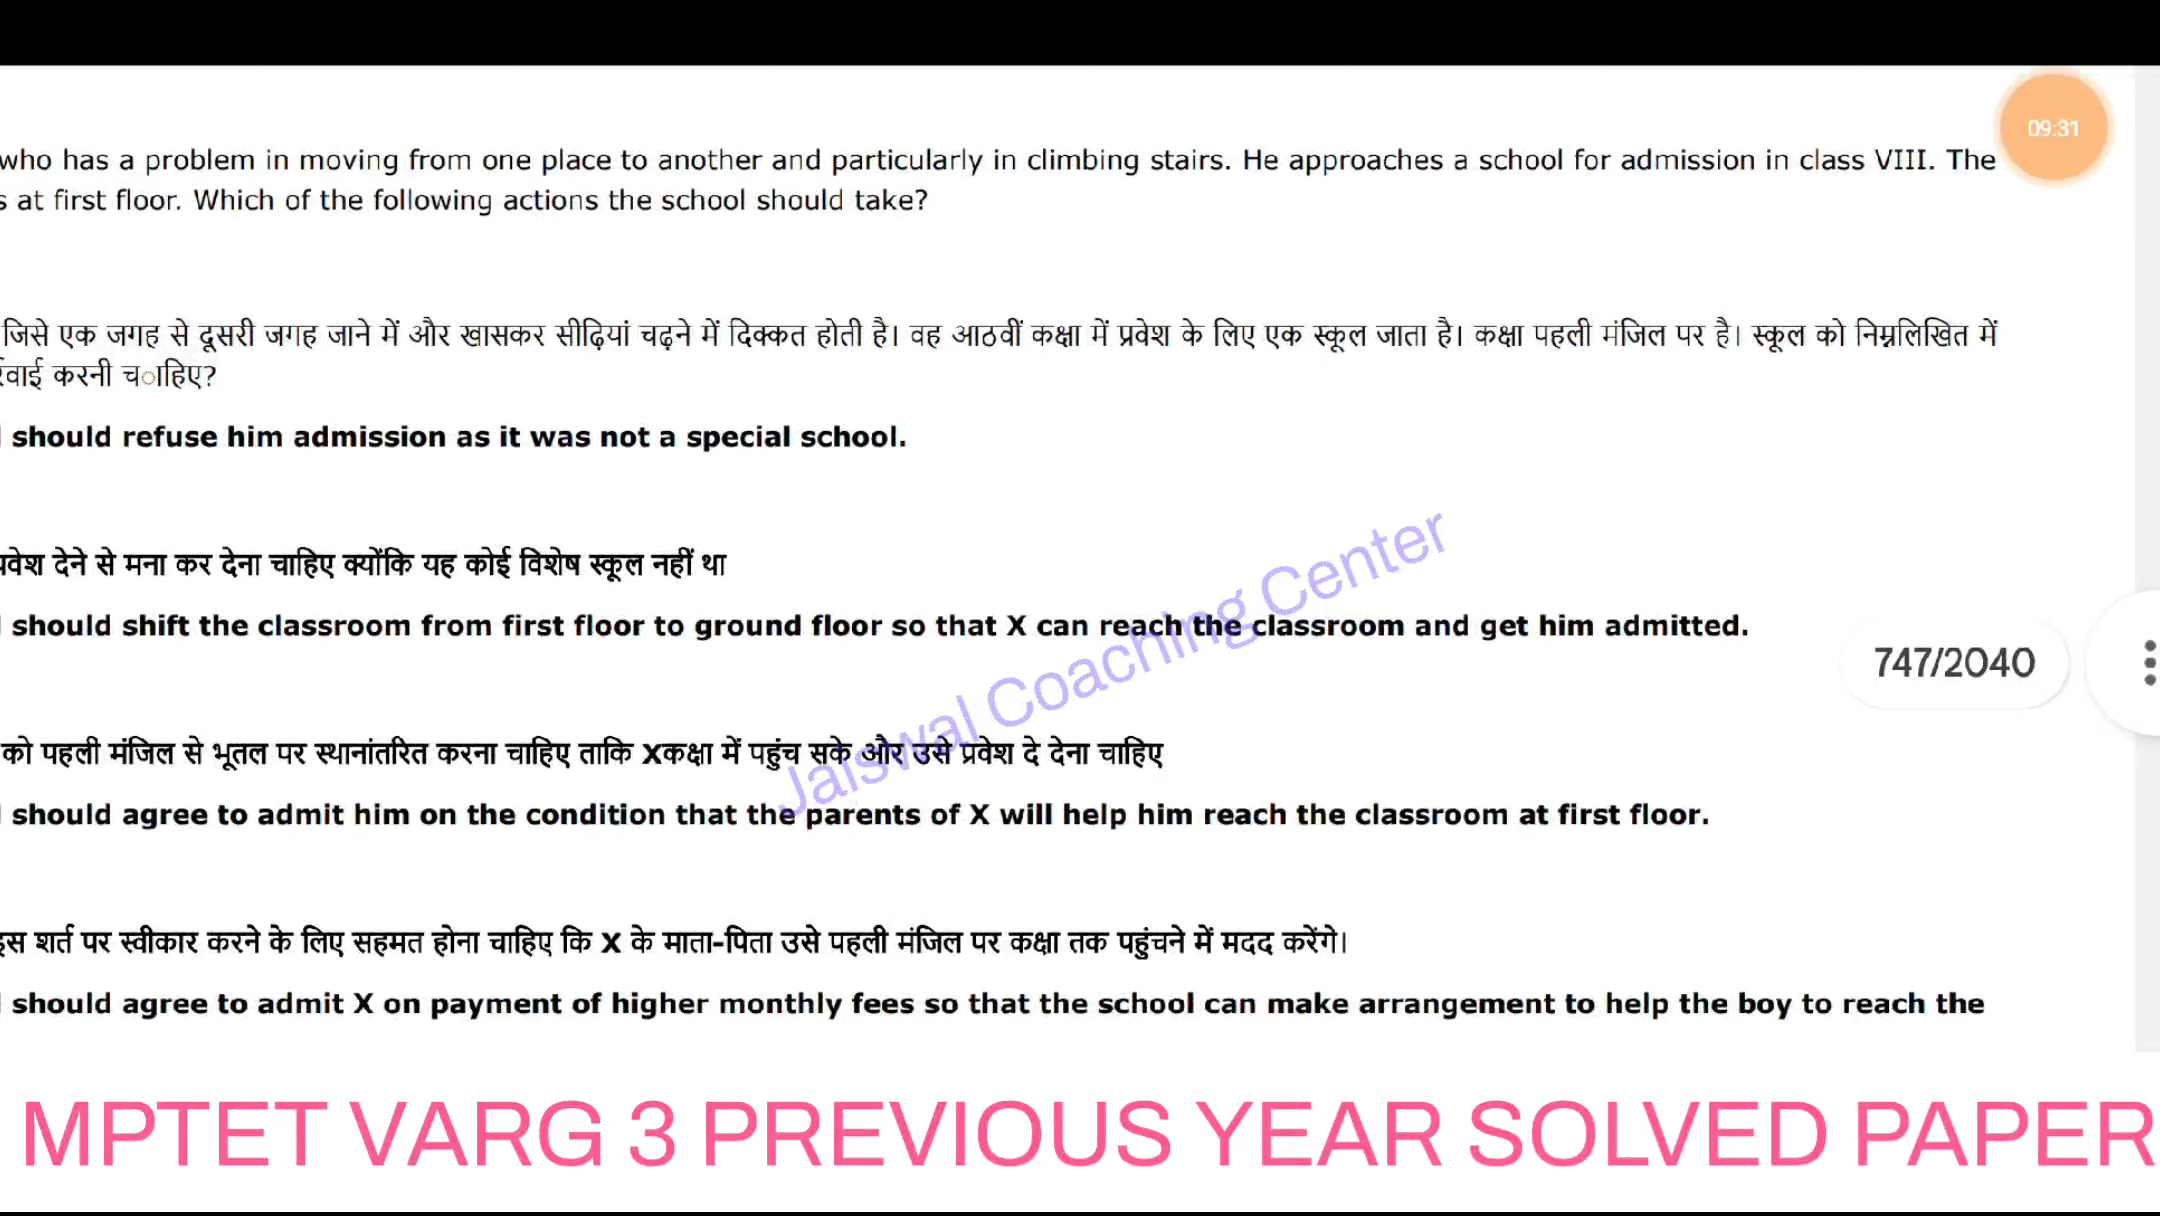 09:31
who has a problem in moving from one place to another and particularly in climbing stairs. He approaches a school for admission in class VIII. The
s at first floor. Which of the following actions the school should take?
जिसे एक जगह से दूसरी जगह जाने में और खासकर सीढ़ियां चढ़ने में दिक्कत होती है। वह आठवीं कक्षा में प्रवेश के लिए एक स्कूल जाता है। कक्षा पहली मंजिल पर है। स्कूल को निम्नलिखित में
र्रवाई करनी च◌ाहिए?
should refuse him admission as it was not a special school.
प्रवेश देने से मना कर देना चाहिए क्योंकि यह कोई विशेष स्कूल नहीं था
should shift the classroom from first floor to ground floor so that X can reach the classroom and get him admitted.
747/2040
को पहली मंजिल से भूतल पर स्थानांतरित करना चाहिए ताकि Xकक्षा में पहुंच सके और उसे प्रवेश दे देना चाहिए
Jaiswal Coaching Center
should agree to admit him on the condition that the parents of X will help him reach the classroom at first floor.
इस शर्त पर स्वीकार करने के लिए सहमत होना चाहिए कि X के माता-पिता उसे पहली मंजिल पर कक्षा तक पहुंचने में मदद करेंगे।
should agree to admit X on payment of higher monthly fees so that the school can make arrangement to help the boy to reach the
MPTET VARG 3 PREVIOUS YEAR SOLVED PAPER